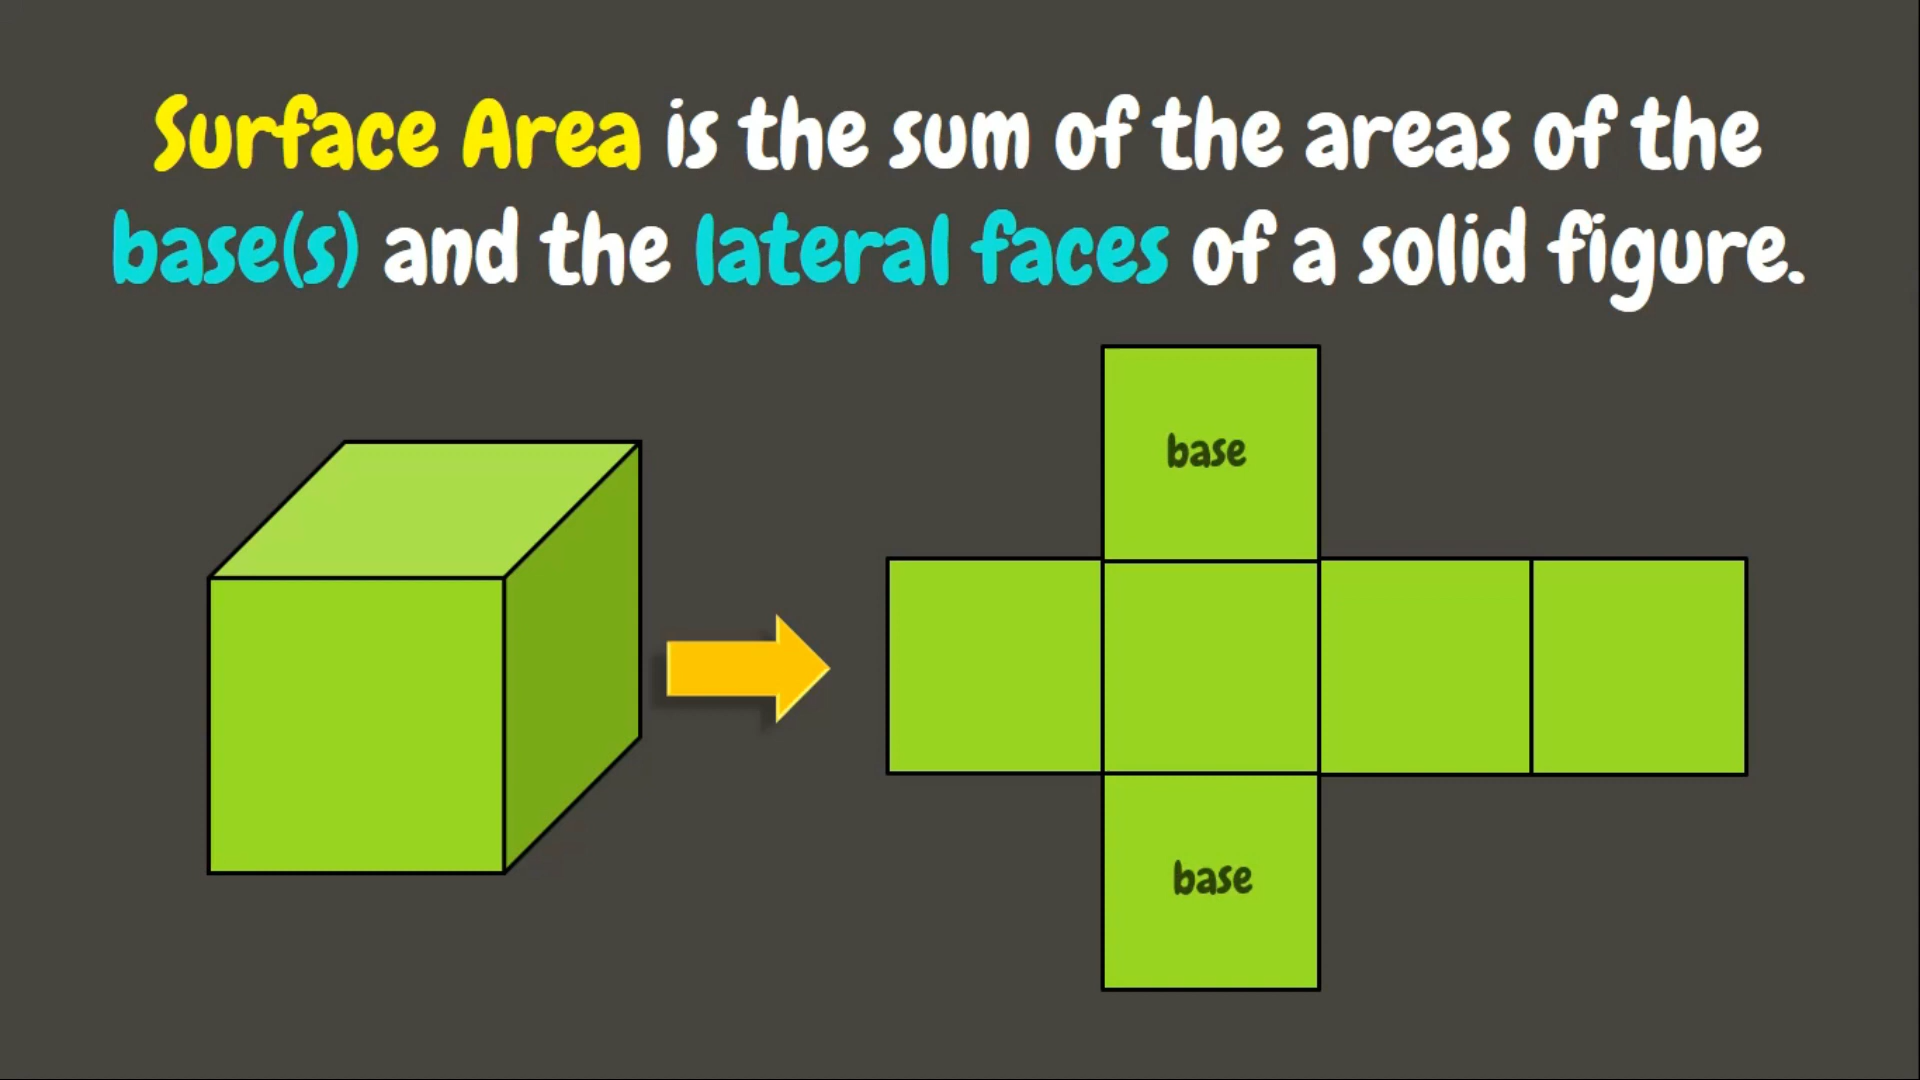 Surface Area is the sum of the areas of the
base(s) and the lateral faces of a solid figure.
base
base